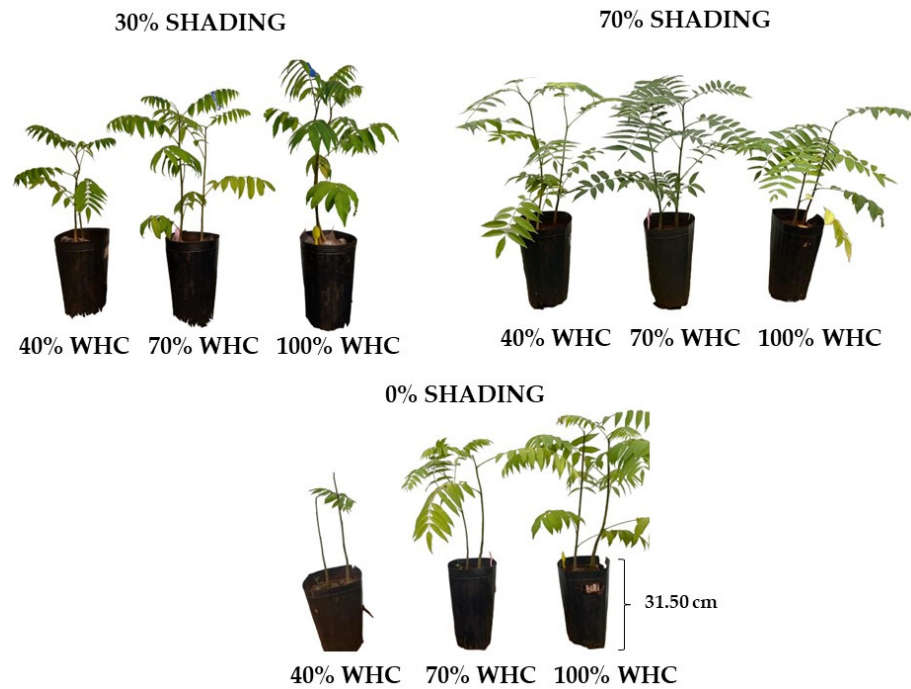 30% SHADING
70% SHADING
40% WHC 70% WHC 100% WHC
40% WHC 70% WHC 100% WHC
0% SHADING
31.50 cm
40% WHC 70% WHC 100% WHC